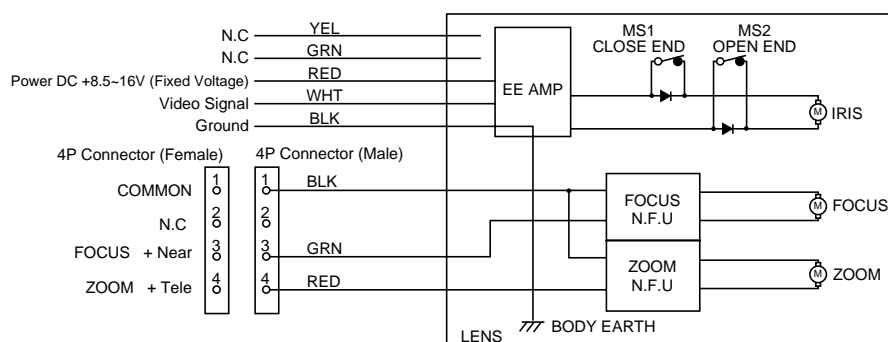 MS1
CLOSE END
MS2
OPEN END
N.C YEL
N.C GRN
Power DC +8.5~16V (Fixed Voltage) RED
Video Signal WHT
Ground BLK
EE AMP
M IRIS
4P Connector (Female) 4P Connector (Male)
COMMON 1 1 BLK
N.C 2 2
FOCUS + Near 3 3 GRN
ZOOM + Tele 4 4 RED
FOCUS
N.F.U
M FOCUS
ZOOM
N.F.U
M ZOOM
BODY EARTH
LENS